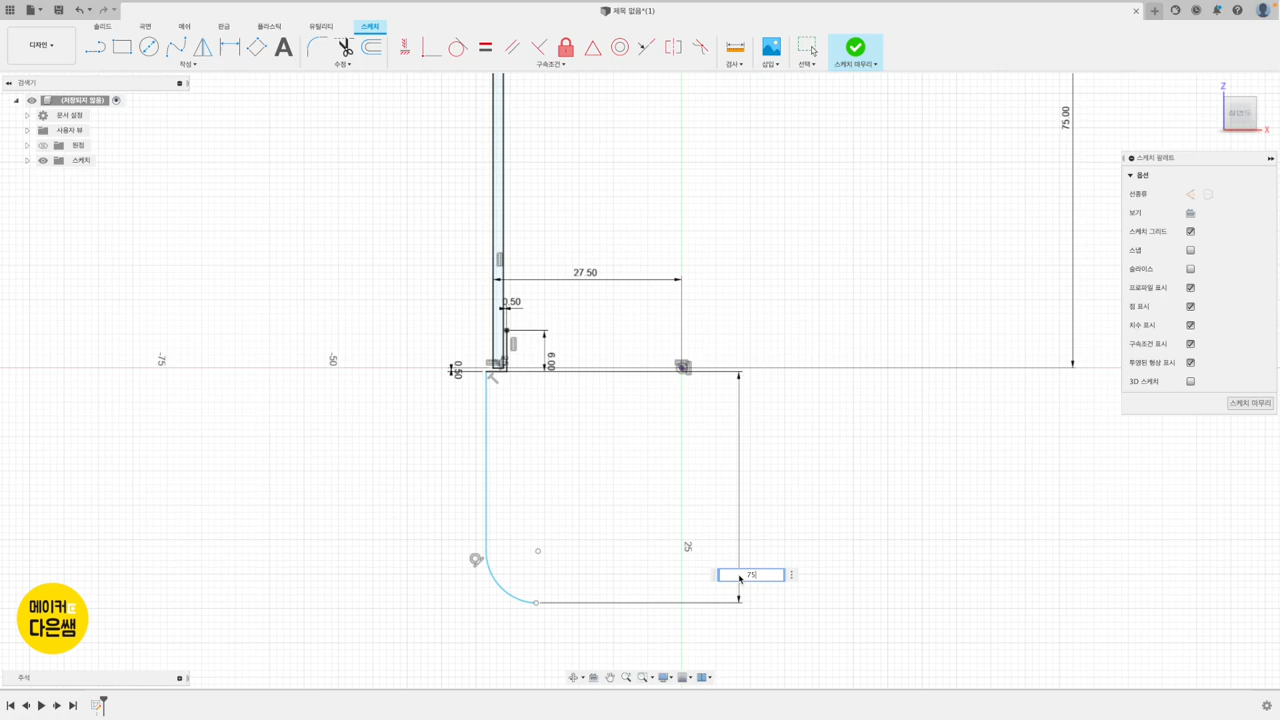 제목 없음*(1)
솔리드 곡면 메쉬 판금 플라스틱 유틸리티 스케치
디자인
작성 수정 구속조건 검사 삽입 선택 스케치 마무리
검색기
(저장되지 않음)
문서 설정
사용자 뷰
원점
스케치
75.00
Z
X
스케치 팔레트
옵션
선종류
보기
스케치 그리드
스냅
슬라이스
프로파일 표시
점 표시
치수 표시
구속조건 표시
투영된 형상 표시
3D 스케치
스케치 마무리
27.50
0.50
6.00
0.50
-75
-50
25
75
메이커
다은쌤
주석